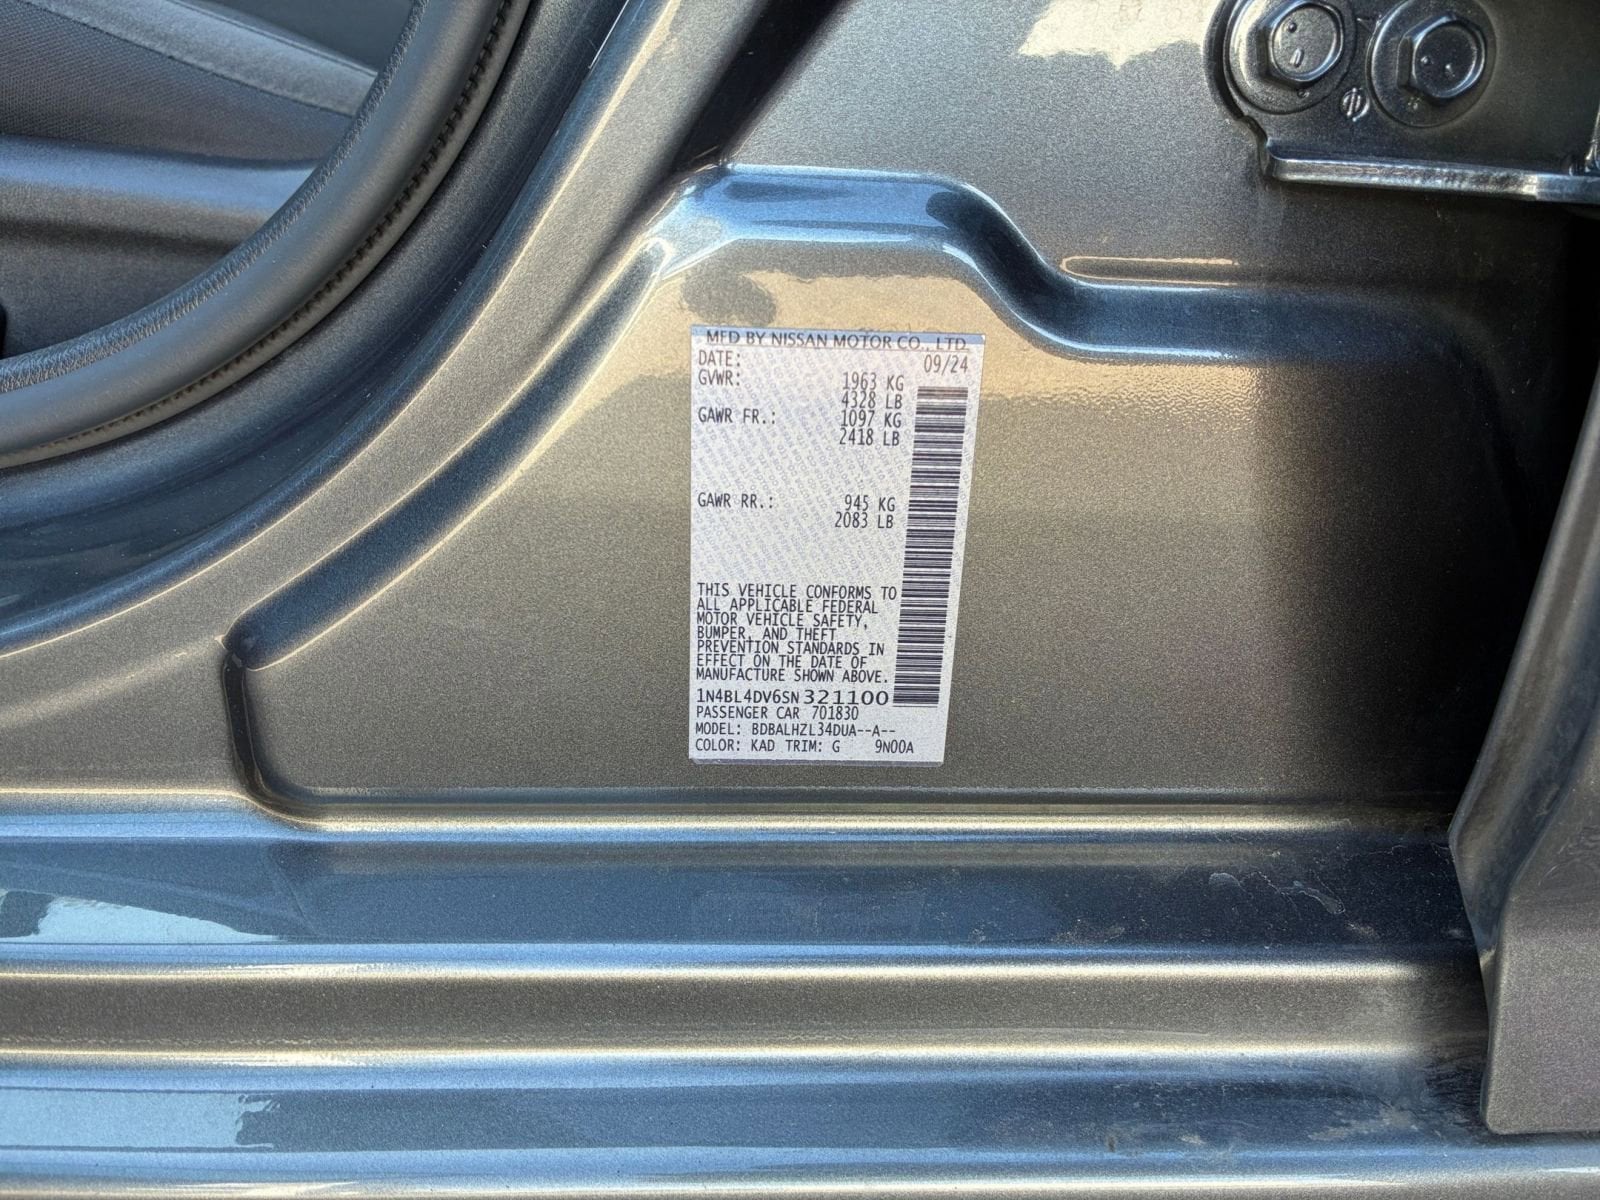 MFD BY NISSAN MOTOR CO., LTD.
DATE: 09/24
GVWR: 1963 KG
4328 LB
GAWR FR.: 1097 KG
2418 LB
GAWR RR.: 945 KG
2083 LB
THIS VEHICLE CONFORMS TO
ALL APPLICABLE FEDERAL
MOTOR VEHICLE SAFETY,
BUMPER, AND THEFT
PREVENTION STANDARDS IN
EFFECT ON THE DATE OF
MANUFACTURE SHOWN ABOVE.
1N4BL4DV6SN321100
PASSENGER CAR 701830
MODEL: BDBALHZL34DUA--A--
COLOR: KAD TRIM: G 9N00A